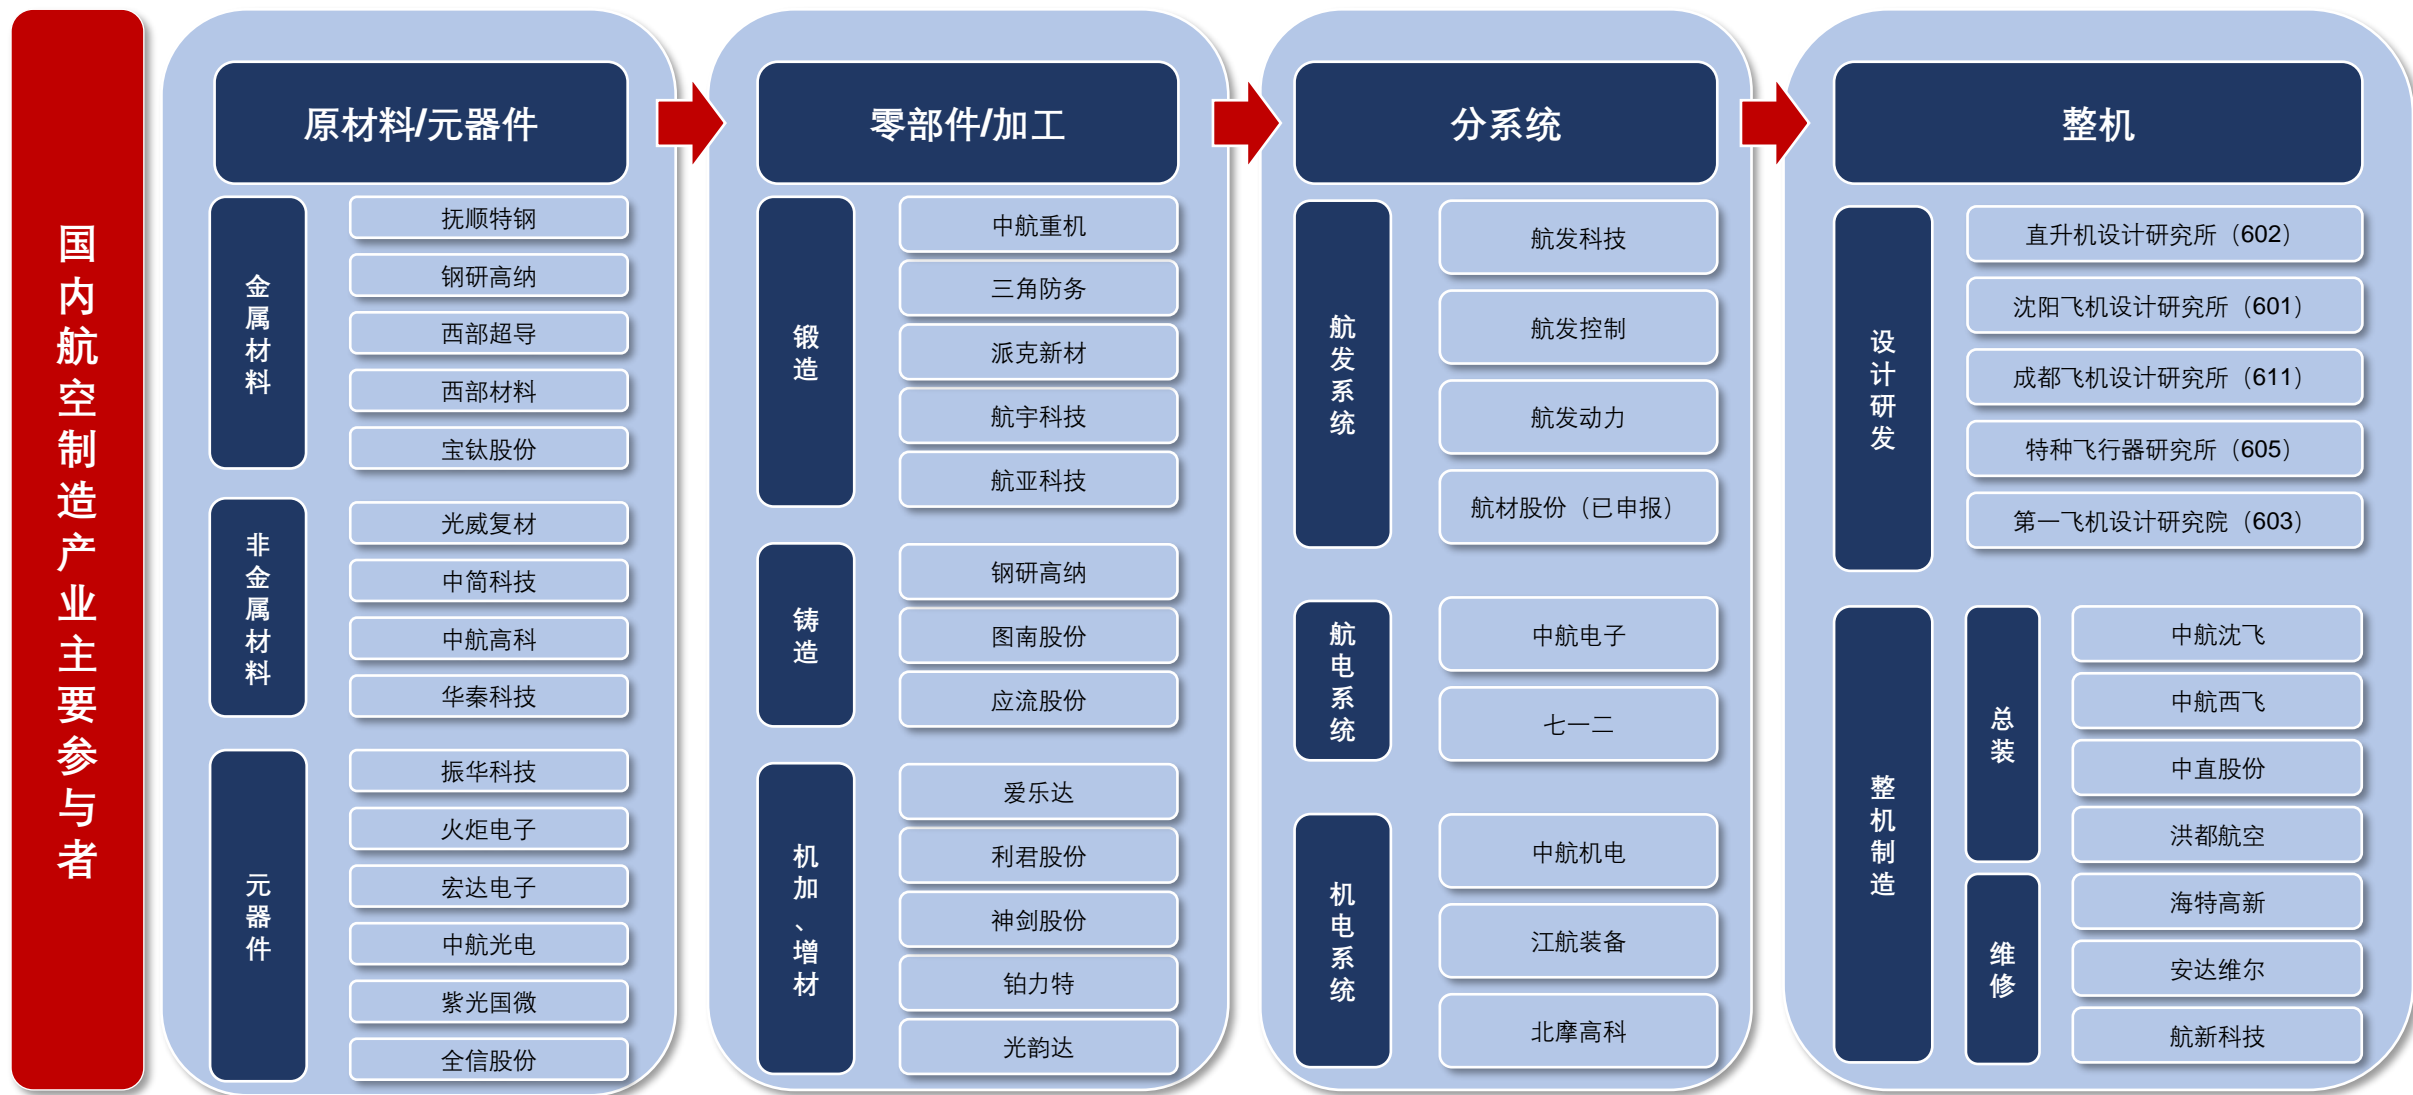 国内航空制造产业主要参与者
原材料/元器件
金属材料
抚顺特钢
钢研高纳
西部超导
西部材料
宝钛股份
非金属材料
光威复材
中简科技
中航高科
华秦科技
元器件
振华科技
火炬电子
宏达电子
中航光电
紫光国微
全信股份
零部件/加工
锻造
中航重机
三角防务
派克新材
航宇科技
航亚科技
铸造
钢研高纳
图南股份
应流股份
机加、增材
爱乐达
利君股份
神剑股份
铂力特
光韵达
分系统
航发系统
航发科技
航发控制
航发动力
航材股份（已申报）
航电系统
中航电子
七一二
机电系统
中航机电
江航装备
北摩高科
整机
设计研发
直升机设计研究所（602）
沈阳飞机设计研究所（601）
成都飞机设计研究所（611）
特种飞行器研究所（605）
第一飞机设计研究院（603）
整机制造
总装
中航沈飞
中航西飞
中直股份
洪都航空
维修
海特高新
安达维尔
航新科技